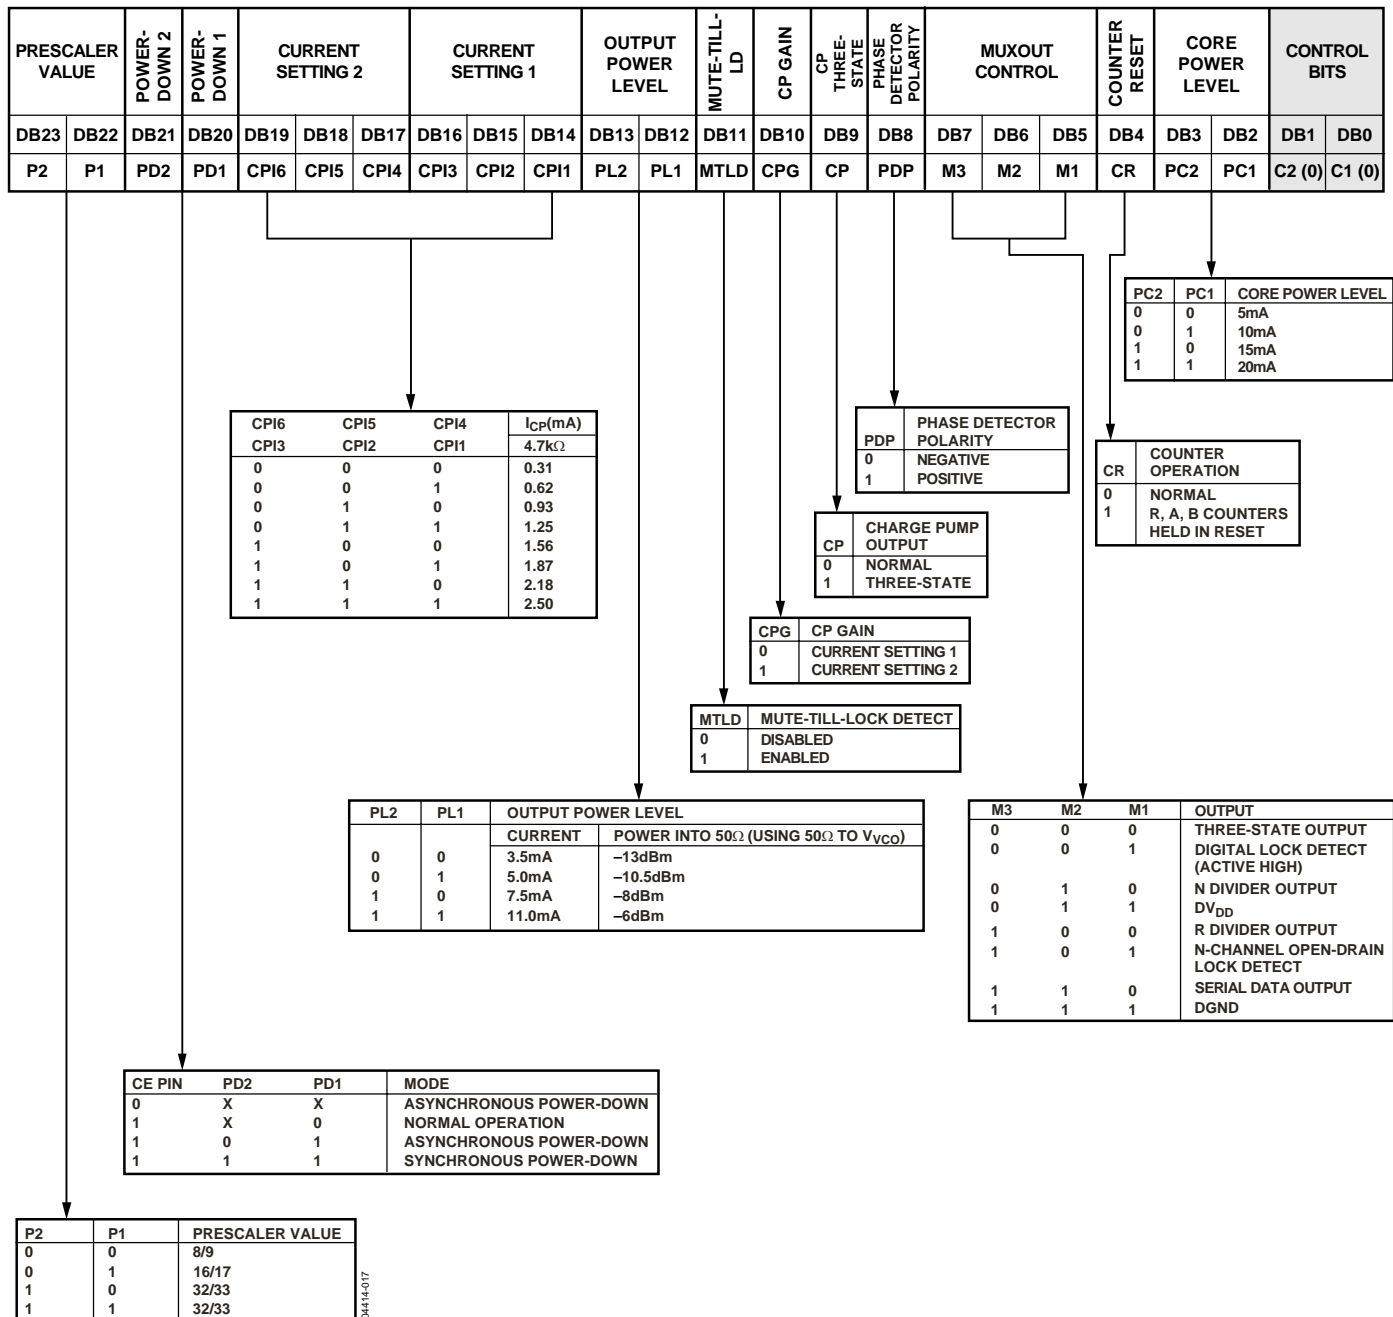 PRESCALER VALUE
POWER-DOWN 2
POWER-DOWN 1
CURRENT SETTING 2
CURRENT SETTING 1
OUTPUT POWER LEVEL
MUTE-TILL-LD
CP GAIN
CP THREE-STATE
PHASE DETECTOR POLARITY
MUXOUT CONTROL
COUNTER RESET
CORE POWER LEVEL
CONTROL BITS
DB23 DB22 DB21 DB20 DB19 DB18 DB17 DB16 DB15 DB14 DB13 DB12 DB11 DB10 DB9 DB8 DB7 DB6 DB5 DB4 DB3 DB2 DB1 DB0
P2 P1 PD2 PD1 CPI6 CPI5 CPI4 CPI3 CPI2 CPI1 PL2 PL1 MTLD CPG CP PDP M3 M2 M1 CR PC2 PC1 C2 (0) C1 (0)
PC2 PC1 CORE POWER LEVEL
0 0 5mA
0 1 10mA
1 0 15mA
1 1 20mA
CPI6 CPI5 CPI4 ICP(mA)
CPI3 CPI2 CPI1 4.7kΩ
0 0 0 0.31
0 0 1 0.62
0 1 0 0.93
0 1 1 1.25
1 0 0 1.56
1 0 1 1.87
1 1 0 2.18
1 1 1 2.50
PHASE DETECTOR
PDP POLARITY
0 NEGATIVE
1 POSITIVE
COUNTER
CR OPERATION
0 NORMAL
1 R, A, B COUNTERS
HELD IN RESET
CHARGE PUMP
CP OUTPUT
0 NORMAL
1 THREE-STATE
CPG CP GAIN
0 CURRENT SETTING 1
1 CURRENT SETTING 2
MTLD MUTE-TILL-LOCK DETECT
0 DISABLED
1 ENABLED
PL2 PL1 OUTPUT POWER LEVEL
CURRENT POWER INTO 50Ω (USING 50Ω TO VVCO)
0 0 3.5mA –13dBm
0 1 5.0mA –10.5dBm
1 0 7.5mA –8dBm
1 1 11.0mA –6dBm
M3 M2 M1 OUTPUT
0 0 0 THREE-STATE OUTPUT
0 0 1 DIGITAL LOCK DETECT
(ACTIVE HIGH)
0 1 0 N DIVIDER OUTPUT
0 1 1 DVDD
1 0 0 R DIVIDER OUTPUT
1 0 1 N-CHANNEL OPEN-DRAIN
LOCK DETECT
1 1 0 SERIAL DATA OUTPUT
1 1 1 DGND
CE PIN PD2 PD1 MODE
0 X X ASYNCHRONOUS POWER-DOWN
1 X 0 NORMAL OPERATION
1 0 1 ASYNCHRONOUS POWER-DOWN
1 1 1 SYNCHRONOUS POWER-DOWN
P2 P1 PRESCALER VALUE
0 0 8/9
0 1 16/17
1 0 32/33
1 1 32/33
04414-017